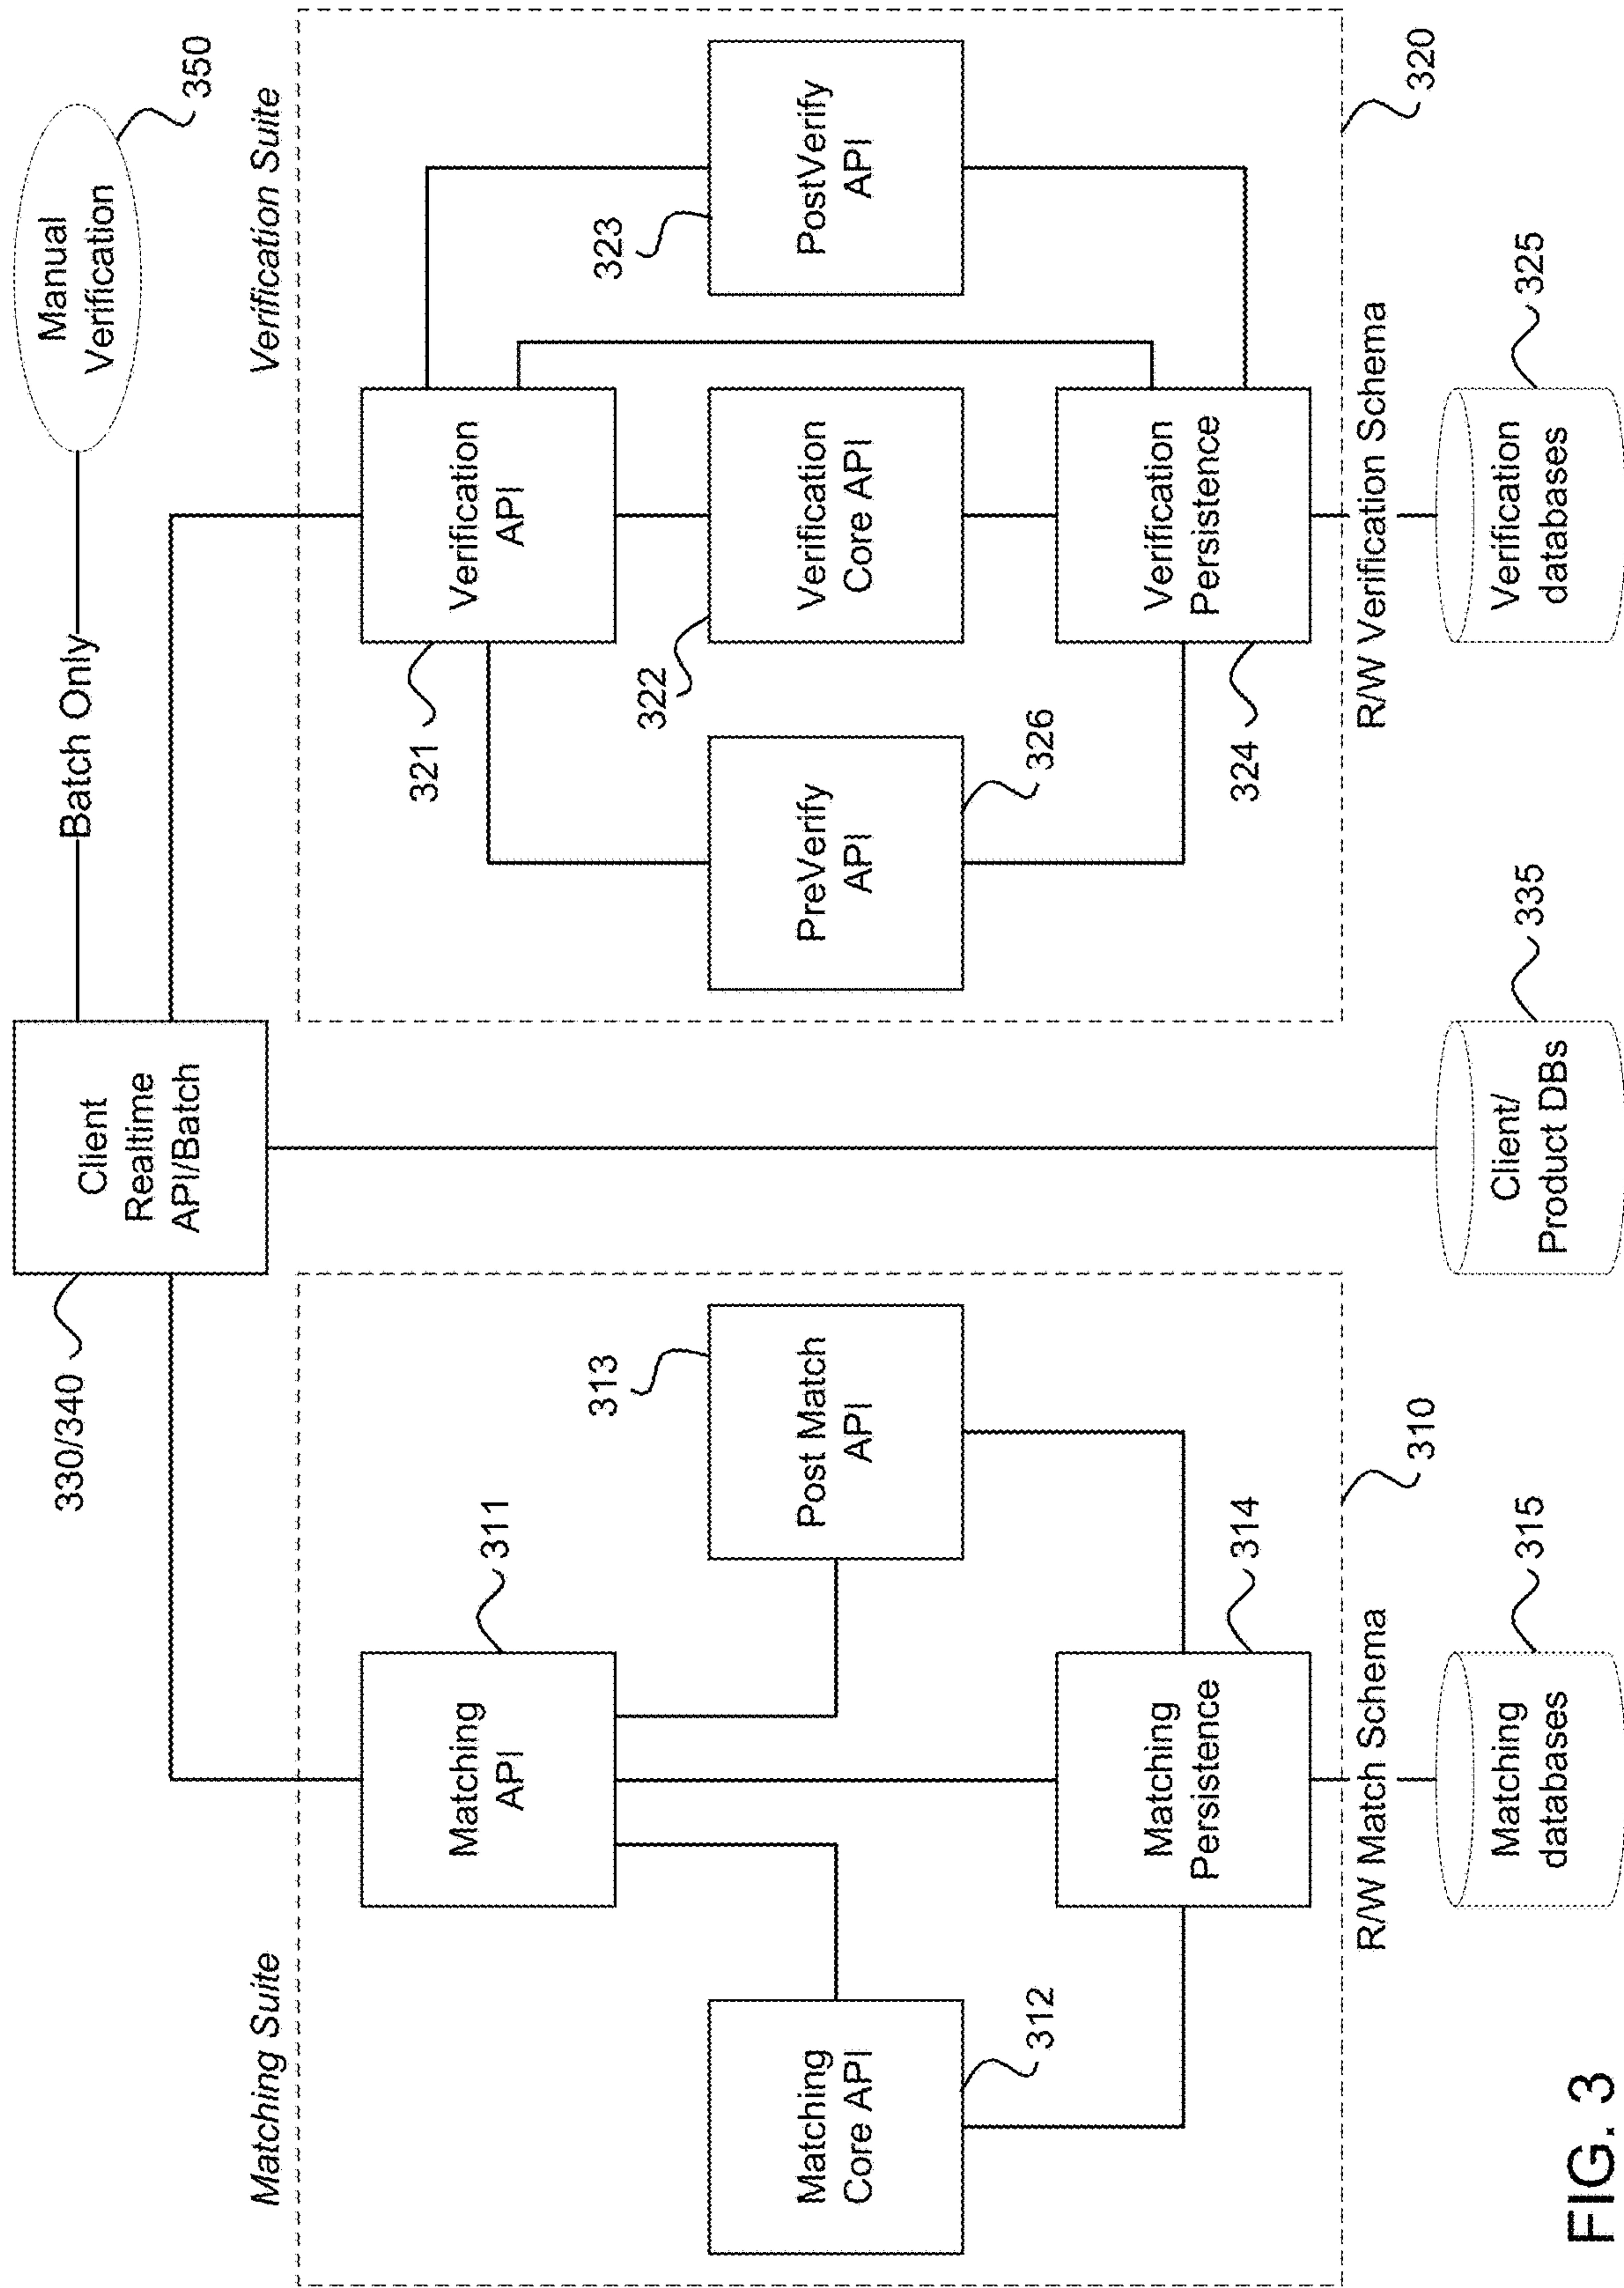 Manual
Verification
350
Batch Only
Client
Realtime
API/Batch
330/340
Matching Suite
Verification Suite
Matching
API
311
Matching
Core API
312
Post Match
API
313
Matching
Persistence
314
310
R/W Match Schema
Matching
databases
315
Verification
API
321
PreVerify
API
326
Verification
Core API
322
PostVerify
API
323
Verification
Persistence
324
320
R/W Verification Schema
Verification
databases
325
Client/
Product DBs
335
FIG. 3